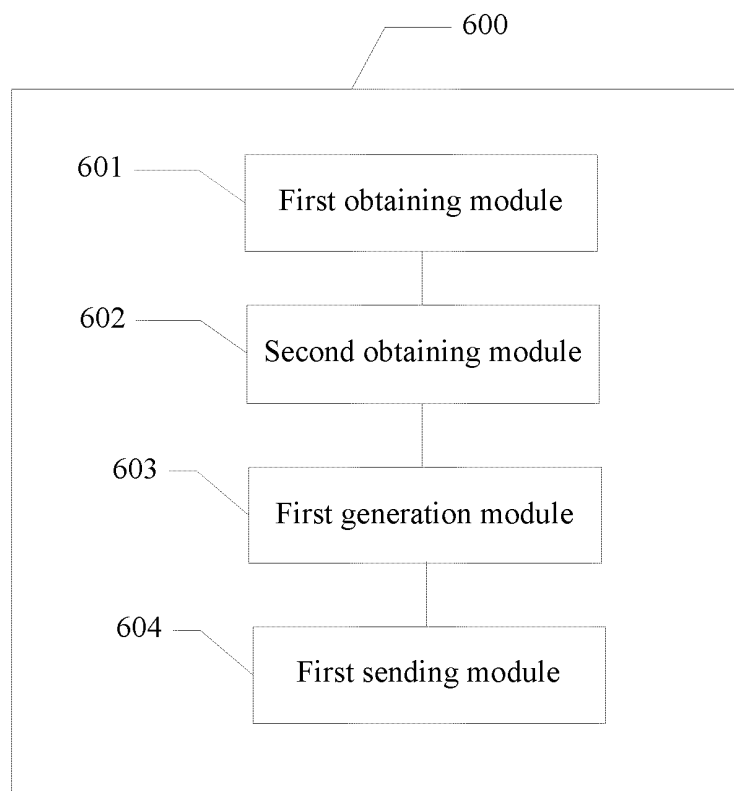 600
601
First obtaining module
602
Second obtaining module
603
First generation module
604
First sending module